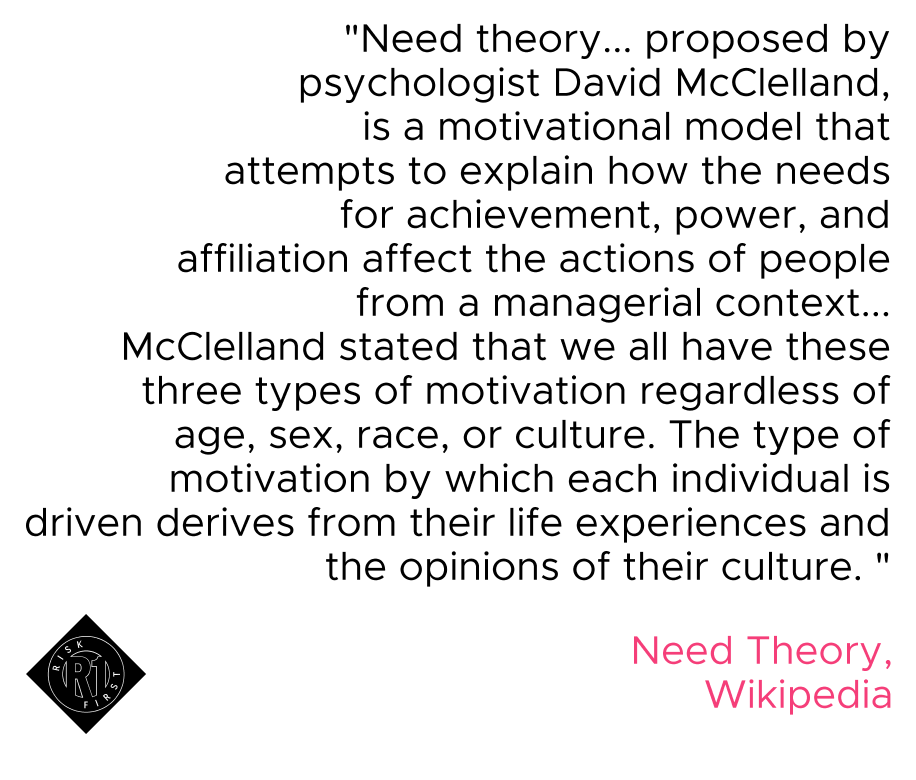 "Need theory... proposed by
psychologist David McClelland,
is a motivational model that
attempts to explain how the needs
for achievement, power, and
affiliation affect the actions of people
from a managerial context...
McClelland stated that we all have these
three types of motivation regardless of
age, sex, race, or culture. The type of
motivation by which each individual is
driven derives from their life experiences and
the opinions of their culture. "
RISK
R1
FIRST
Need Theory,
Wikipedia